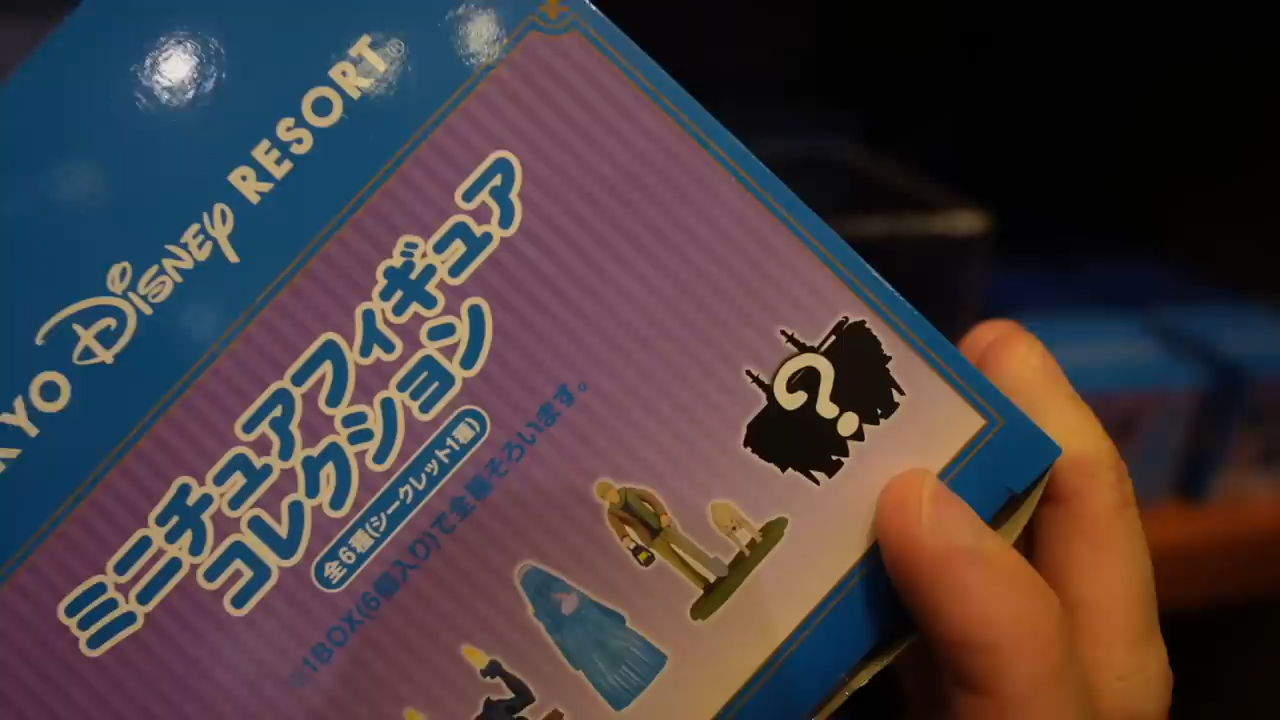 KYO DISNEY RESORT®
ミニチュアフィギュア
コレクション
全6種(シークレット1種)
※1BOX(6個入り)で全種そろいます。
?